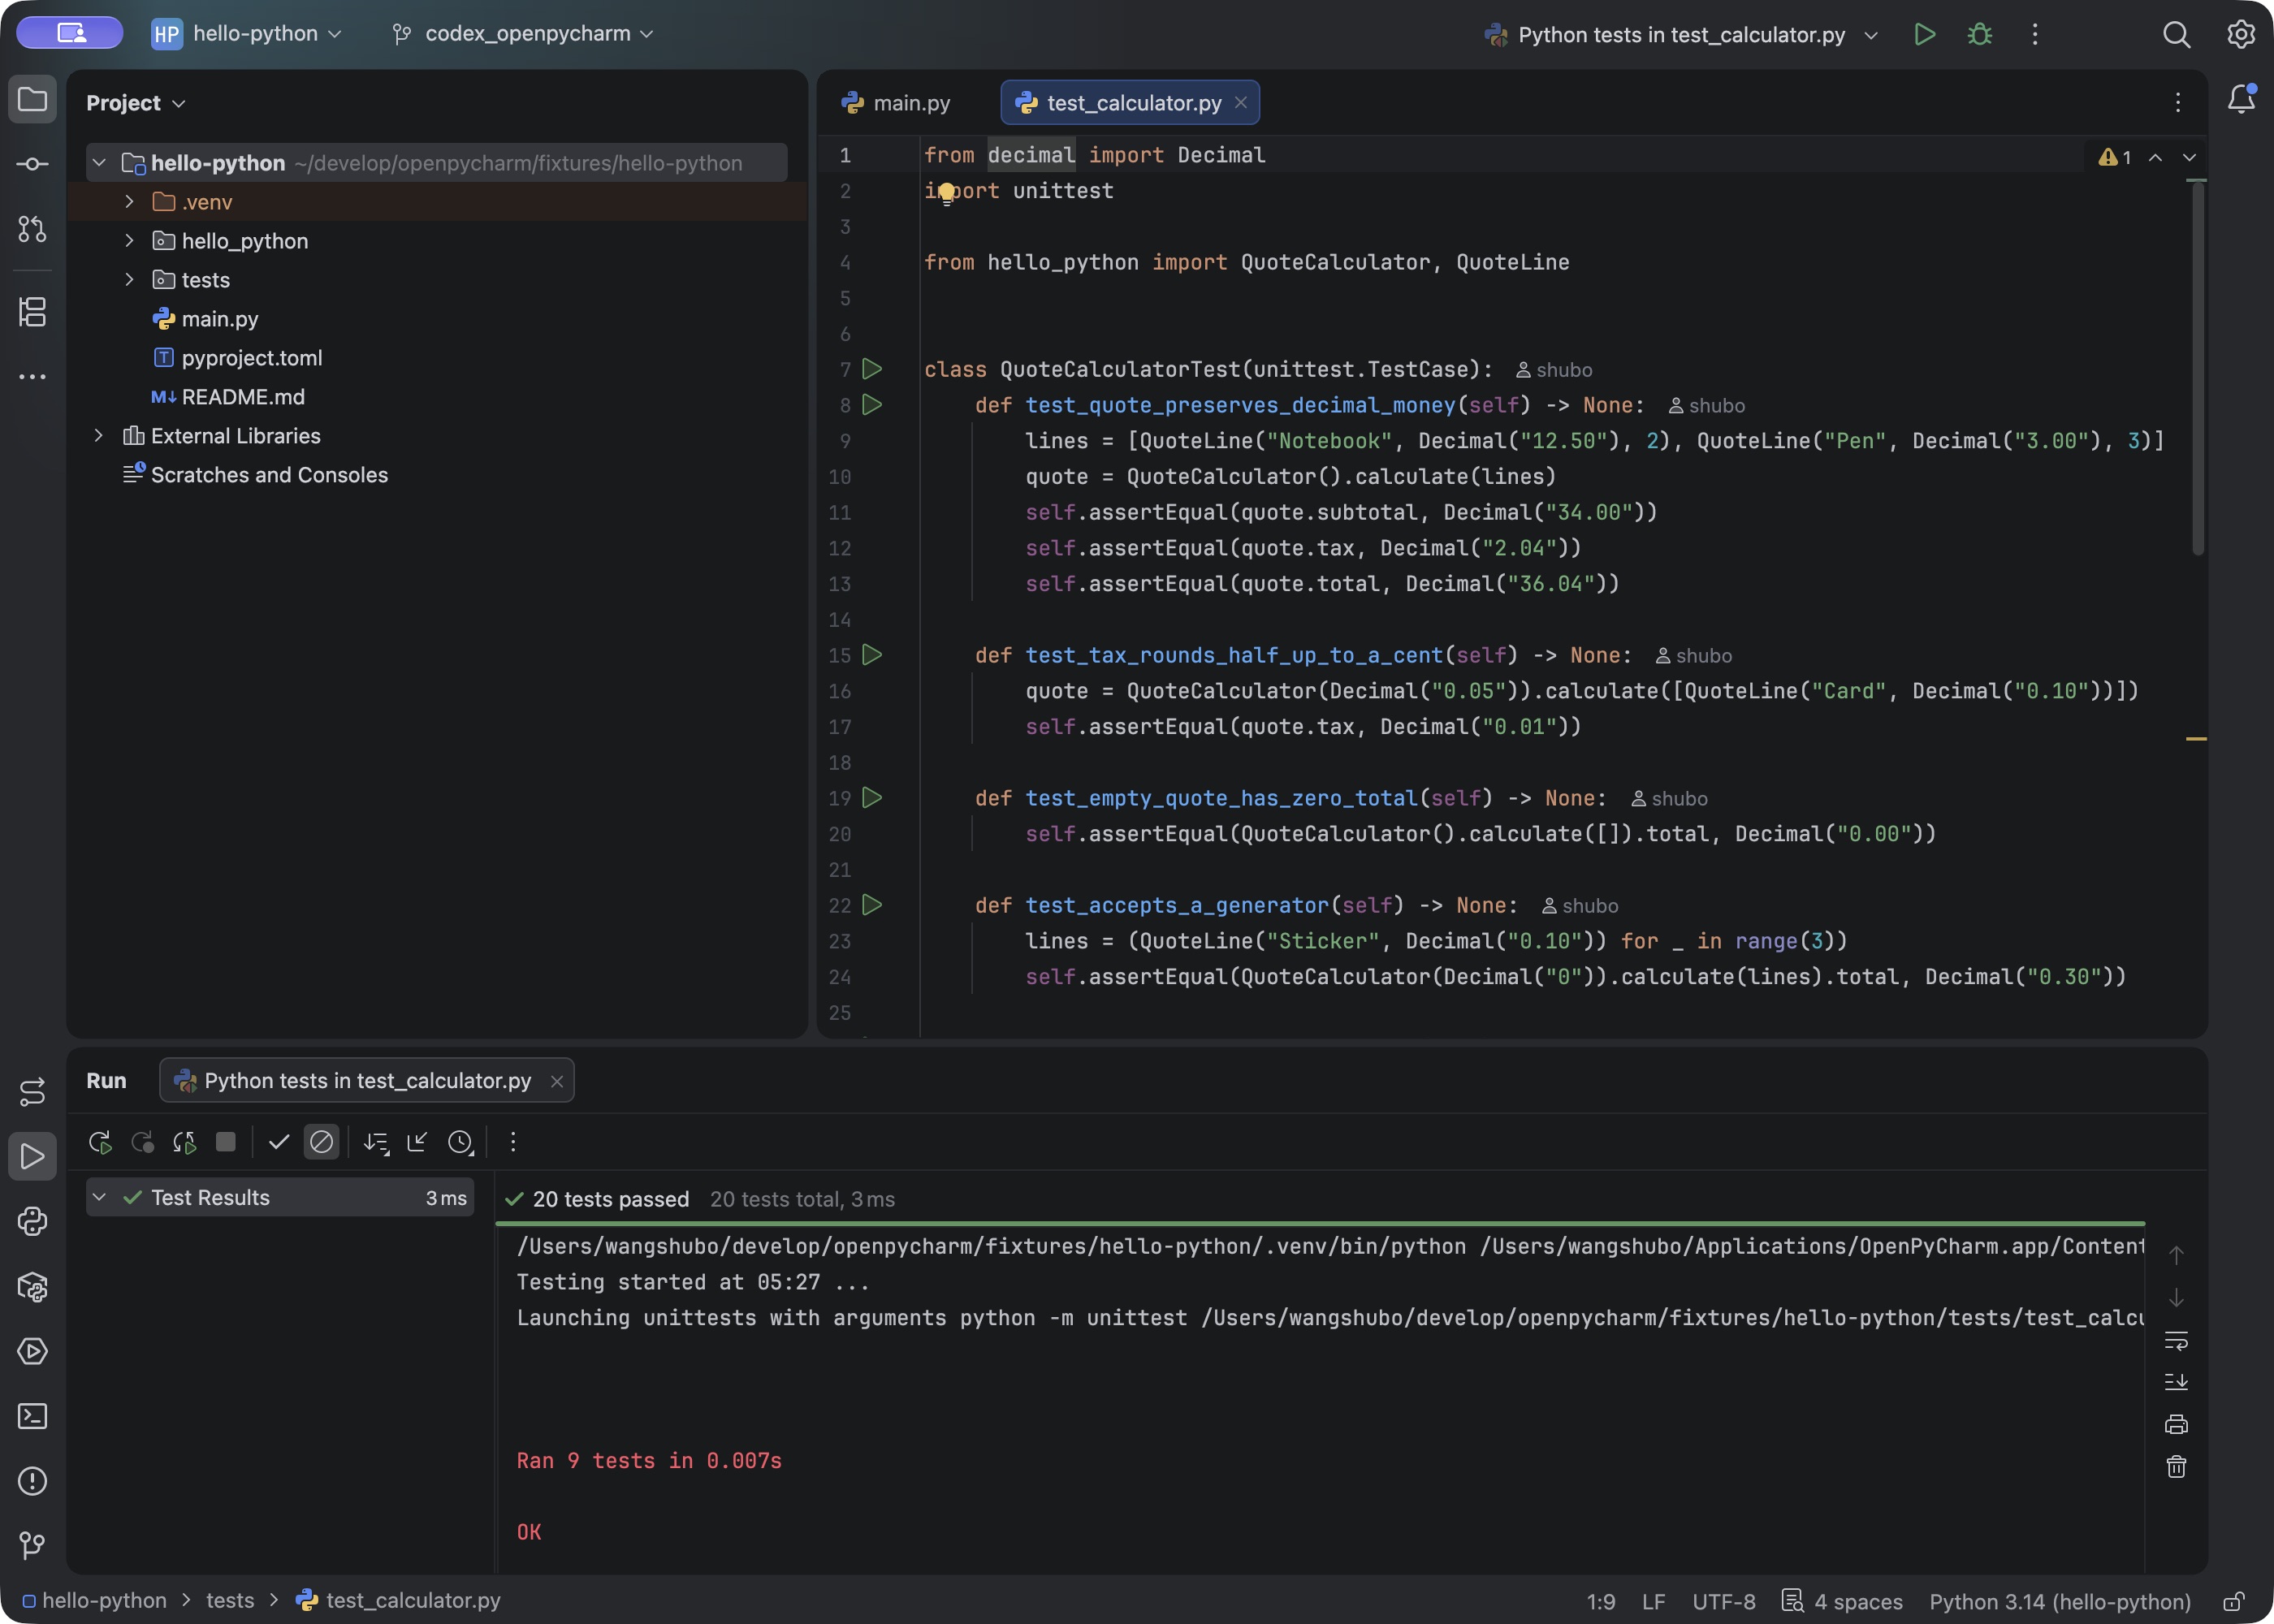 HP hello-python
codex_openpycharm
Python tests in test_calculator.py
Project
hello-python ~/develop/openpycharm/fixtures/hello-python
.venv
hello_python
tests
main.py
pyproject.toml
README.md
External Libraries
Scratches and Consoles
main.py
test_calculator.py
1 from decimal import Decimal
1
2 import unittest
3
4 from hello_python import QuoteCalculator, QuoteLine
5
6
7 class QuoteCalculatorTest(unittest.TestCase): shubo
8 def test_quote_preserves_decimal_money(self) -> None: shubo
9 lines = [QuoteLine("Notebook", Decimal("12.50"), 2), QuoteLine("Pen", Decimal("3.00"), 3)]
10 quote = QuoteCalculator().calculate(lines)
11 self.assertEqual(quote.subtotal, Decimal("34.00"))
12 self.assertEqual(quote.tax, Decimal("2.04"))
13 self.assertEqual(quote.total, Decimal("36.04"))
14
15 def test_tax_rounds_half_up_to_a_cent(self) -> None: shubo
16 quote = QuoteCalculator(Decimal("0.05")).calculate([QuoteLine("Card", Decimal("0.10"))])
17 self.assertEqual(quote.tax, Decimal("0.01"))
18
19 def test_empty_quote_has_zero_total(self) -> None: shubo
20 self.assertEqual(QuoteCalculator().calculate([]).total, Decimal("0.00"))
21
22 def test_accepts_a_generator(self) -> None: shubo
23 lines = (QuoteLine("Sticker", Decimal("0.10")) for _ in range(3))
24 self.assertEqual(QuoteCalculator(Decimal("0")).calculate(lines).total, Decimal("0.30"))
25
Run
Python tests in test_calculator.py
Test Results 3 ms
20 tests passed 20 tests total, 3 ms
/Users/wangshubo/develop/openpycharm/fixtures/hello-python/.venv/bin/python /Users/wangshubo/Applications/OpenPyCharm.app/Content
Testing started at 05:27 ...
Launching unittests with arguments python -m unittest /Users/wangshubo/develop/openpycharm/fixtures/hello-python/tests/test_calcu
Ran 9 tests in 0.007s
OK
hello-python > tests > test_calculator.py
1:9 LF UTF-8 4 spaces Python 3.14 (hello-python)